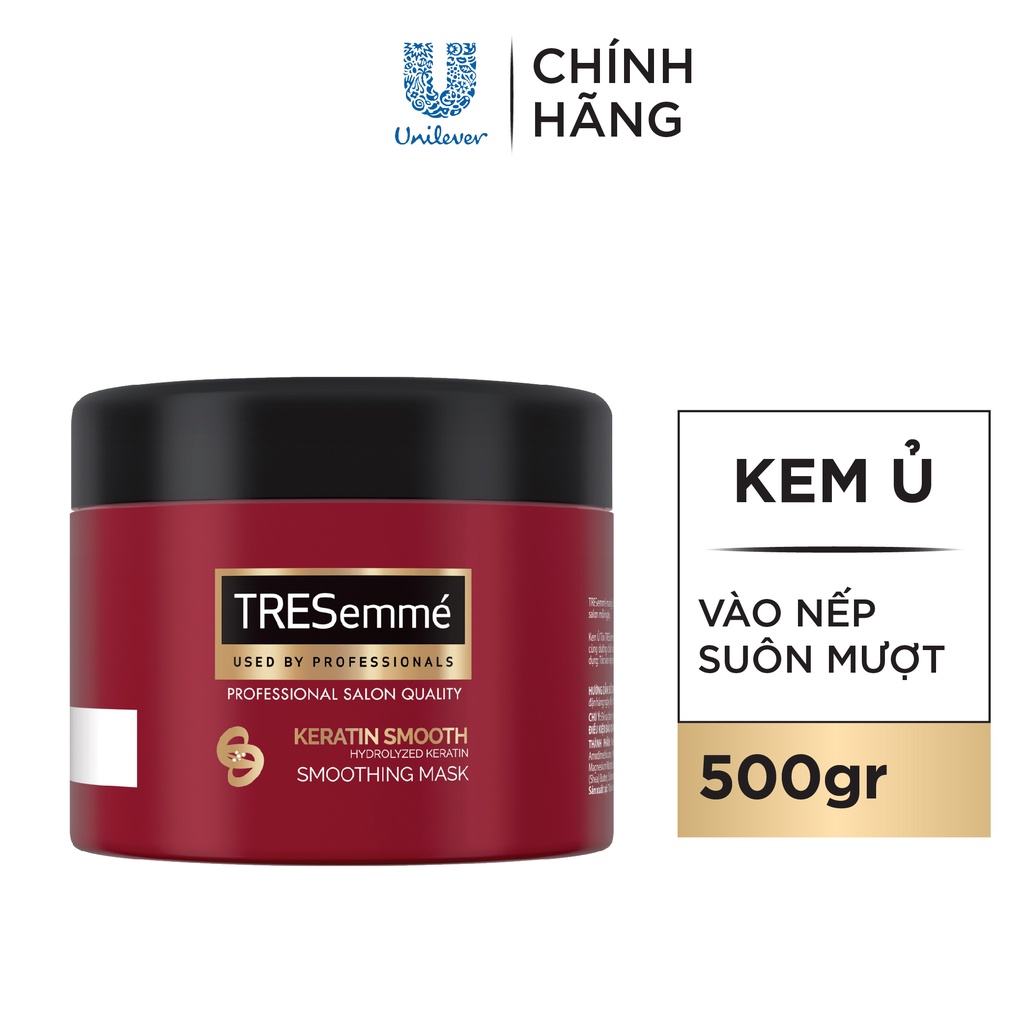 Unilever
CHÍNH
HÃNG
TRESemmé
USED BY PROFESSIONALS
PROFESSIONAL SALON QUALITY
KERATIN SMOOTH
HYDROLYZED KERATIN
SMOOTHING MASK
KEM Ủ
VÀO NẾP
SUÔN MƯỢT
500gr